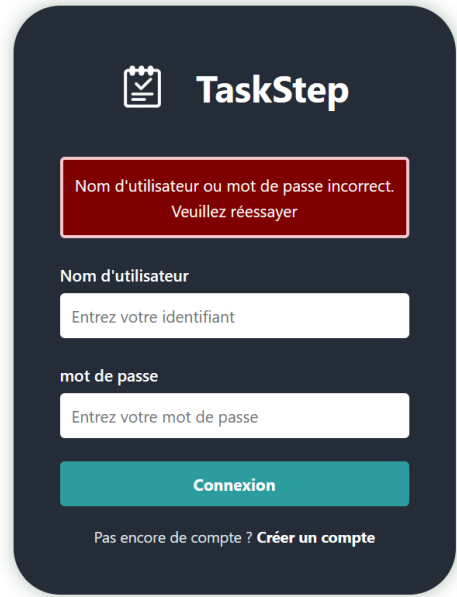 TaskStep
Nom d'utilisateur ou mot de passe incorrect.
Veuillez réessayer
Nom d'utilisateur
Entrez votre identifiant
mot de passe
Entrez votre mot de passe
Connexion
Pas encore de compte ? Créer un compte